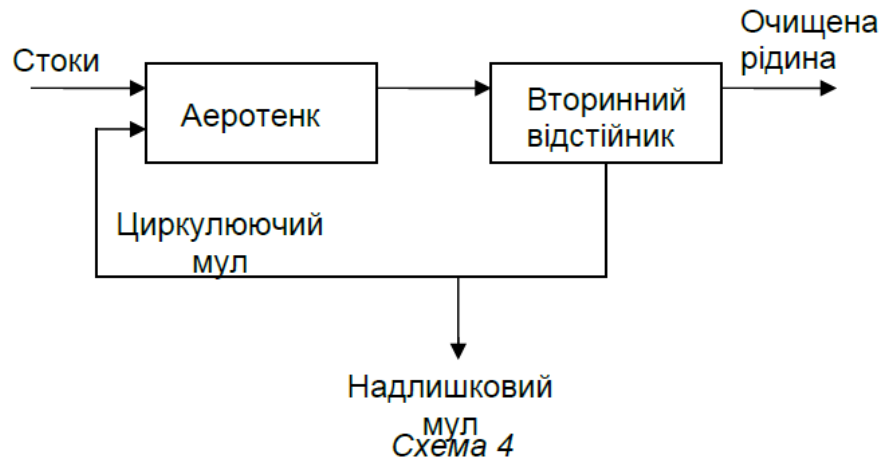 Стоки
Аеротенк
Вторинний
відстійник
Очищена
рідина
Циркулюючий
мул
Надлишковий
мул
Схема 4